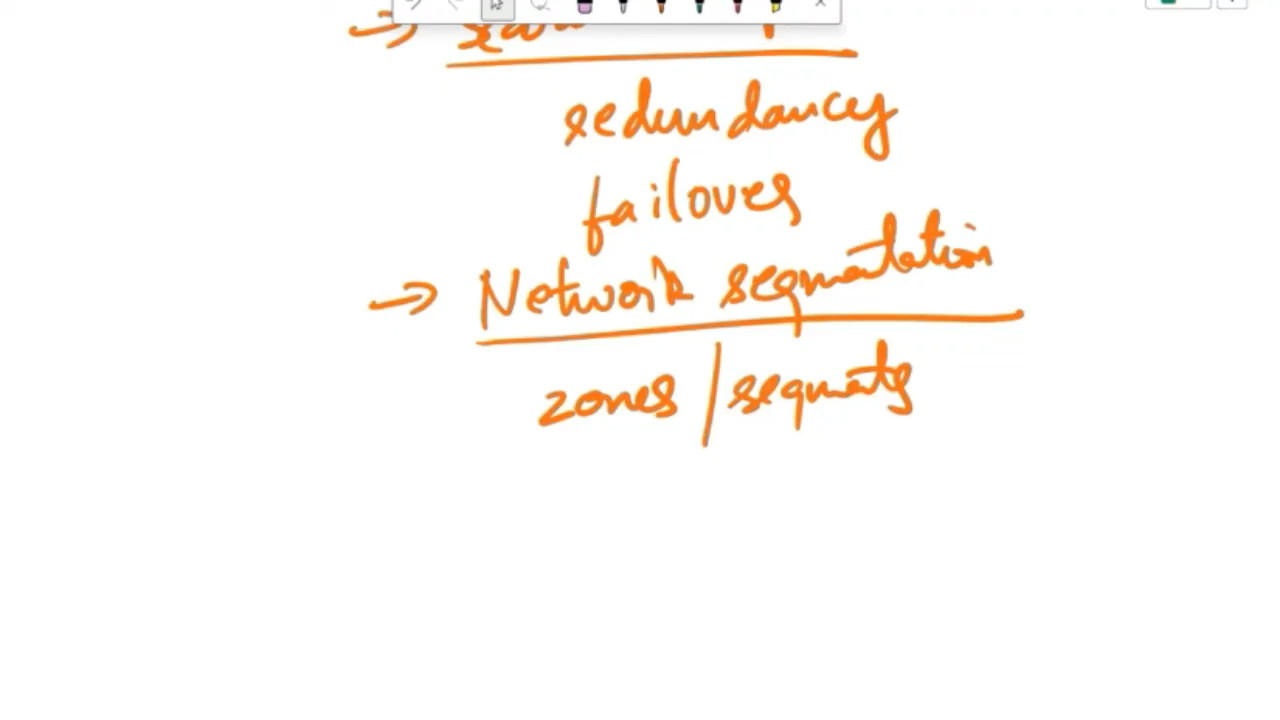 →
redundancy
failover
→ Network segmentation
zones / segments